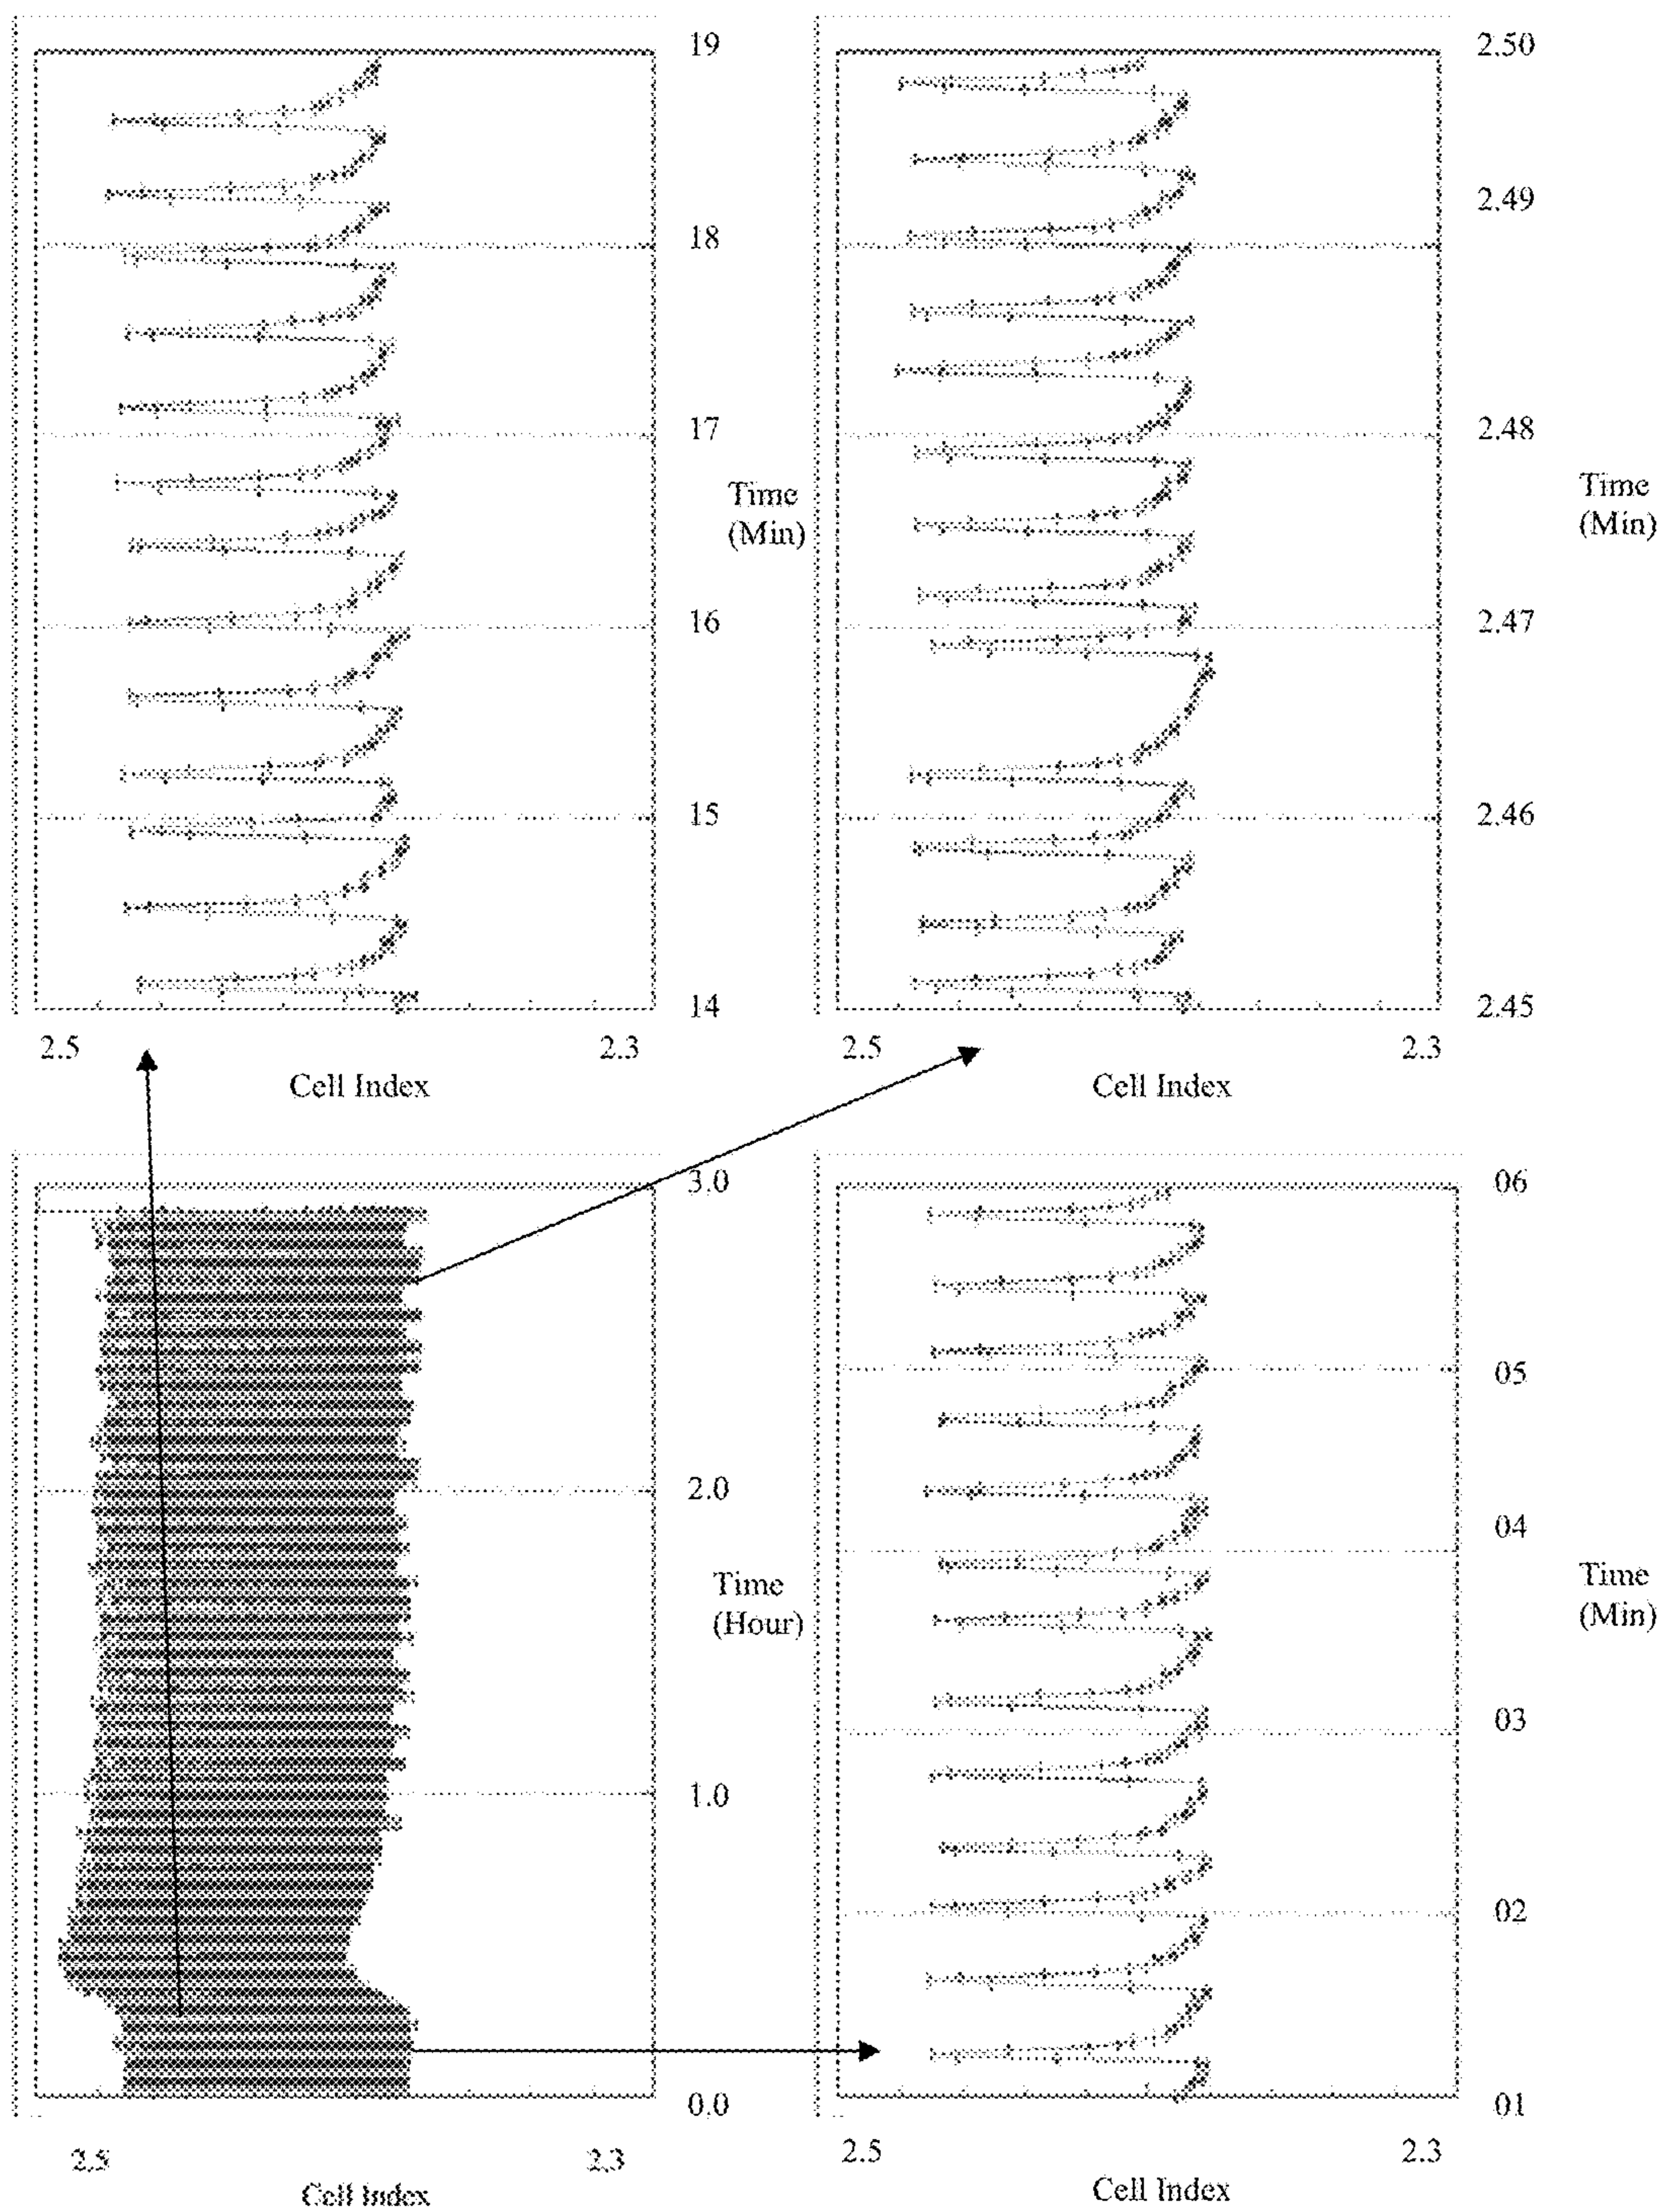 19
18
17
16
15
14
Time
(Min)
2.5
2.3
Cell Index
2.50
2.49
2.48
2.47
2.46
2.45
Time
(Min)
2.5
2.3
Cell Index
3.0
2.0
1.0
0.0
Time
(Hour)
2.5
2.3
Cell Index
06
05
04
03
02
01
Time
(Min)
2.5
2.3
Cell Index